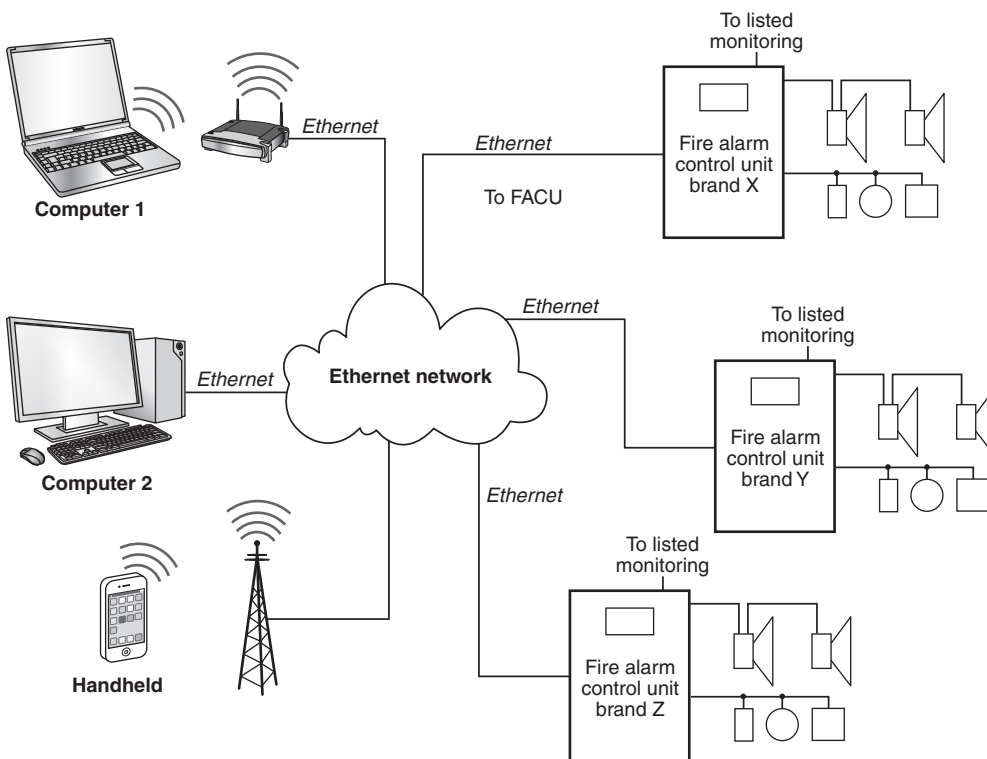 To listed
monitoring
Ethernet
Ethernet
Fire alarm
control unit
brand X
To FACU
Computer 1
Ethernet
To listed
monitoring
Ethernet network
Ethernet
Fire alarm
control unit
brand Y
Computer 2
Ethernet
To listed
monitoring
Fire alarm
control unit
brand Z
Handheld